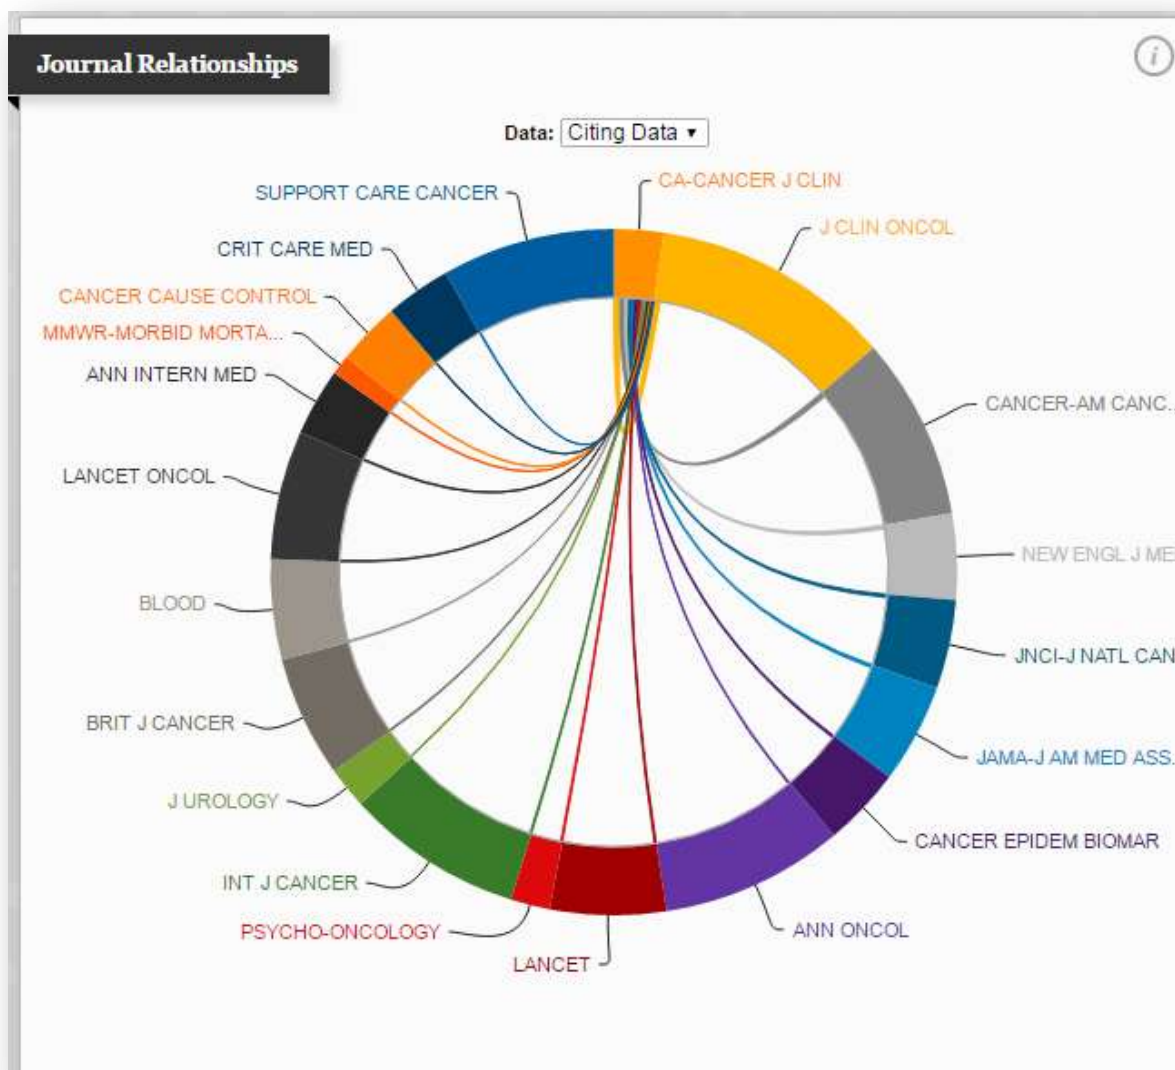 Journal Relationships
i
Data: Citing Data ▾
CA-CANCER J CLIN
SUPPORT CARE CANCER
J CLIN ONCOL
CRIT CARE MED
CANCER CAUSE CONTROL
MMWR-MORBID MORTA...
ANN INTERN MED
CANCER-AM CANC..
LANCET ONCOL
NEW ENGL J ME
BLOOD
JNCI-J NATL CAN
BRIT J CANCER
JAMA-J AM MED ASS.
J UROLOGY
CANCER EPIDEM BIOMAR
INT J CANCER
ANN ONCOL
PSYCHO-ONCOLOGY
LANCET